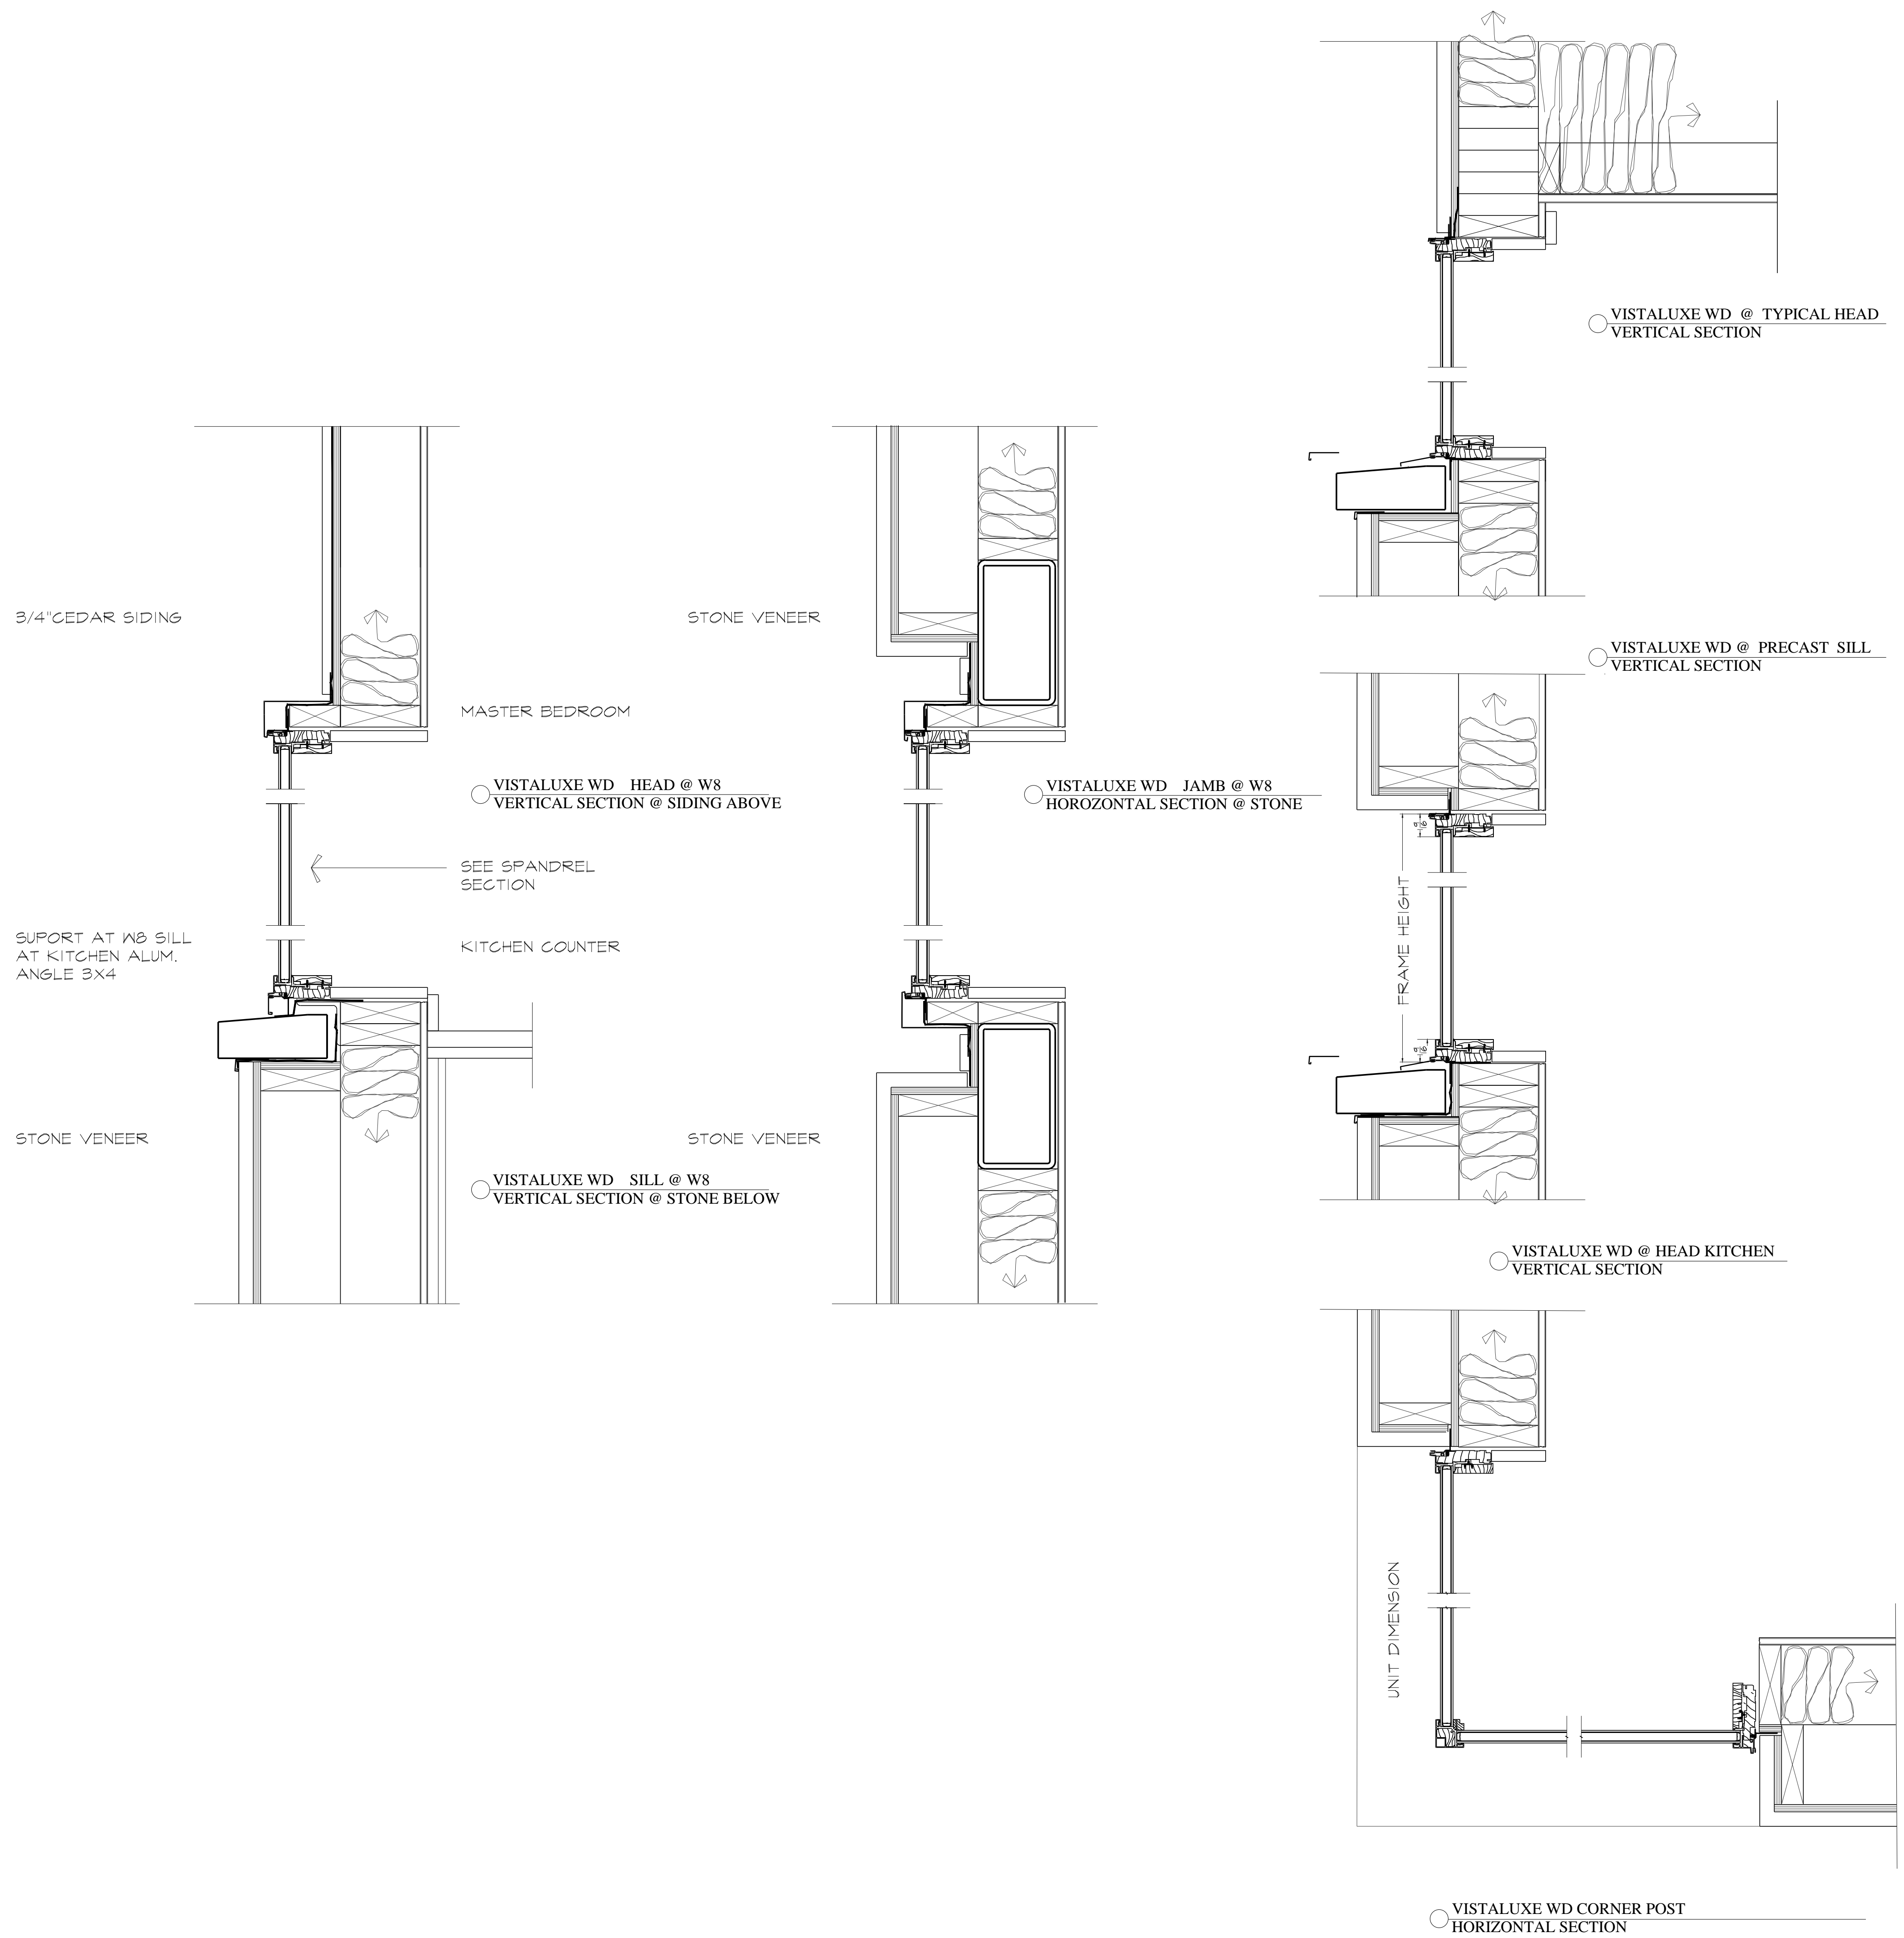 VISTALUXE WD @ TYPICAL HEAD
VERTICAL SECTION
3/4"CEDAR SIDING
STONE VENEER
VISTALUXE WD @ PRECAST SILL
VERTICAL SECTION
MASTER BEDROOM
VISTALUXE WD HEAD @ W8
VERTICAL SECTION @ SIDING ABOVE
VISTALUXE WD JAMB @ W8
HOROZONTAL SECTION @ STONE
SEE SPANDREL
SECTION
FRAME HEIGHT
SUPORT AT W8 SILL
AT KITCHEN ALUM.
ANGLE 3X4
KITCHEN COUNTER
STONE VENEER
STONE VENEER
VISTALUXE WD SILL @ W8
VERTICAL SECTION @ STONE BELOW
VISTALUXE WD @ HEAD KITCHEN
VERTICAL SECTION
UNIT DIMENSION
VISTALUXE WD CORNER POST
HORIZONTAL SECTION